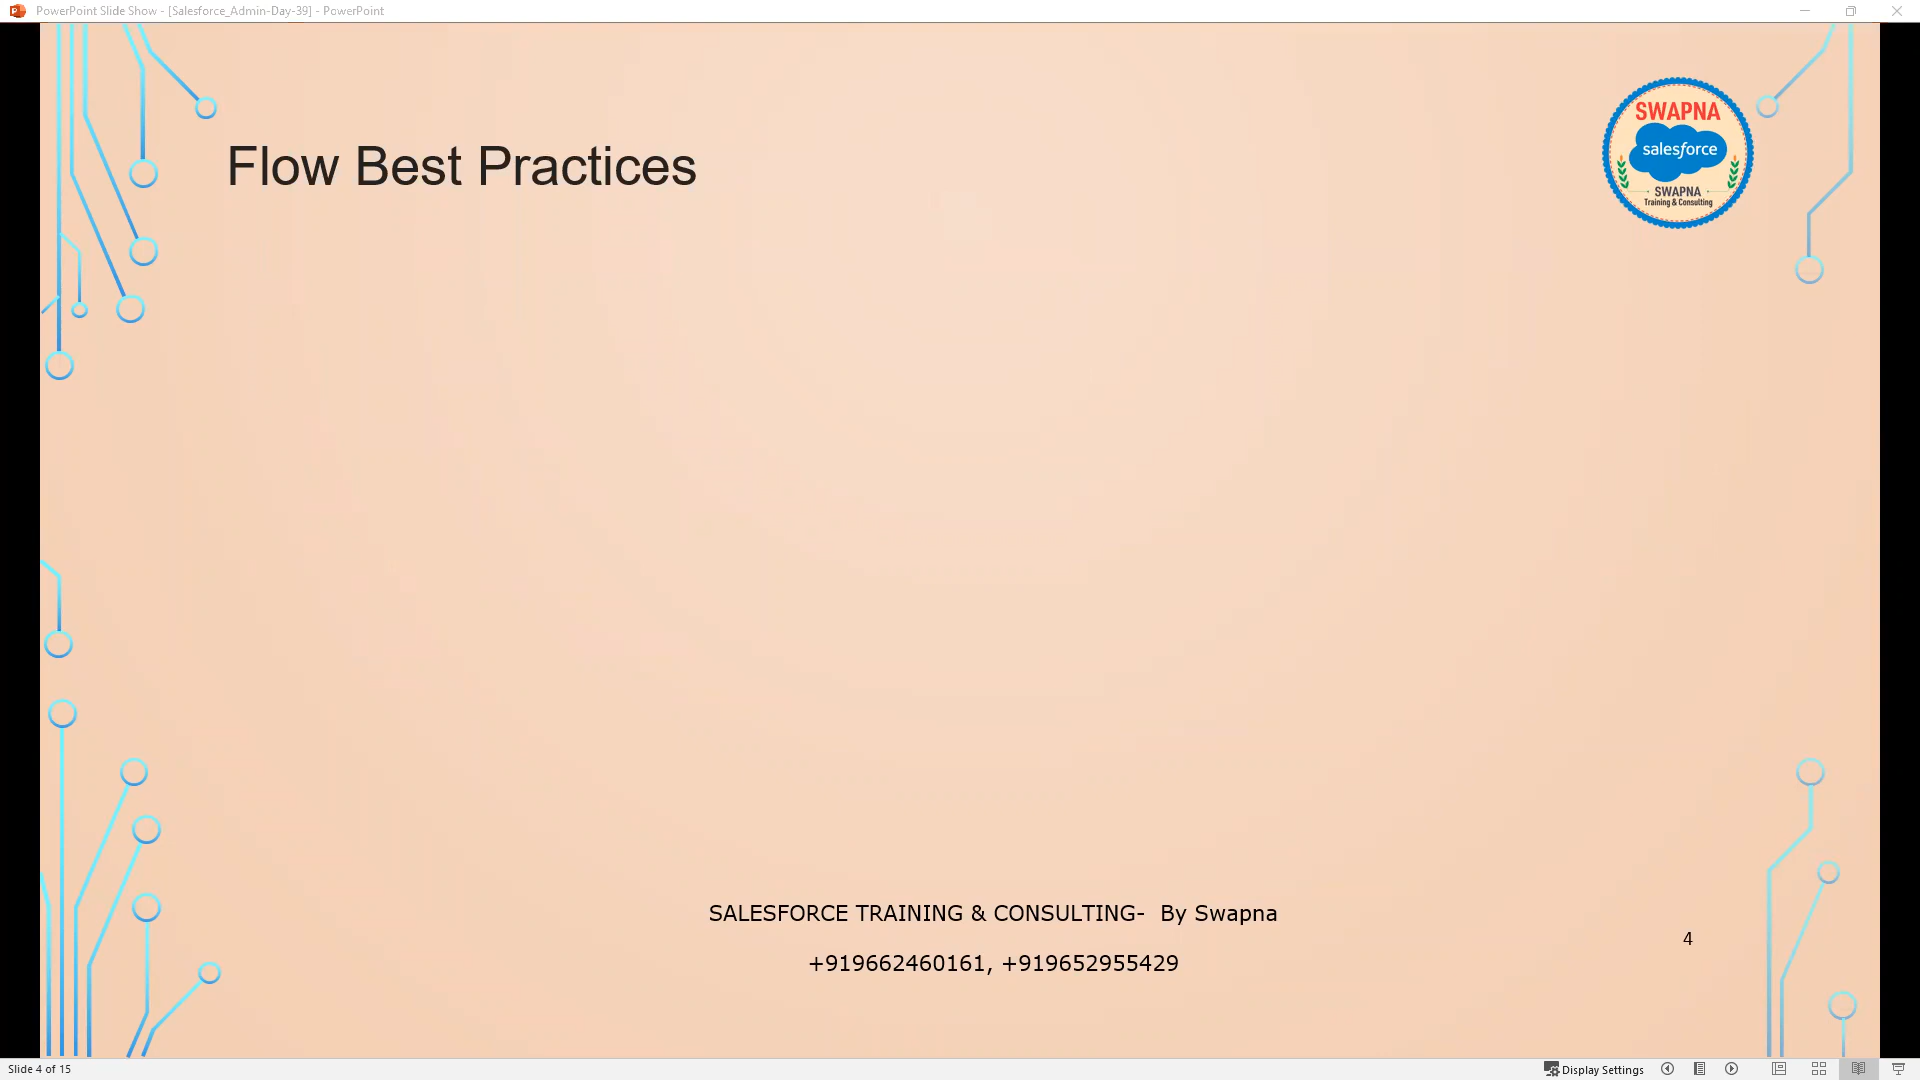 PowerPoint Slide Show - [Salesforce_Admin-Day-39] - PowerPoint
Flow Best Practices
SWAPNA
salesforce
SWAPNA
Training & Consulting
SALESFORCE TRAINING & CONSULTING- By Swapna
4
+919662460161, +919652955429
Slide 4 of 15
Display Settings